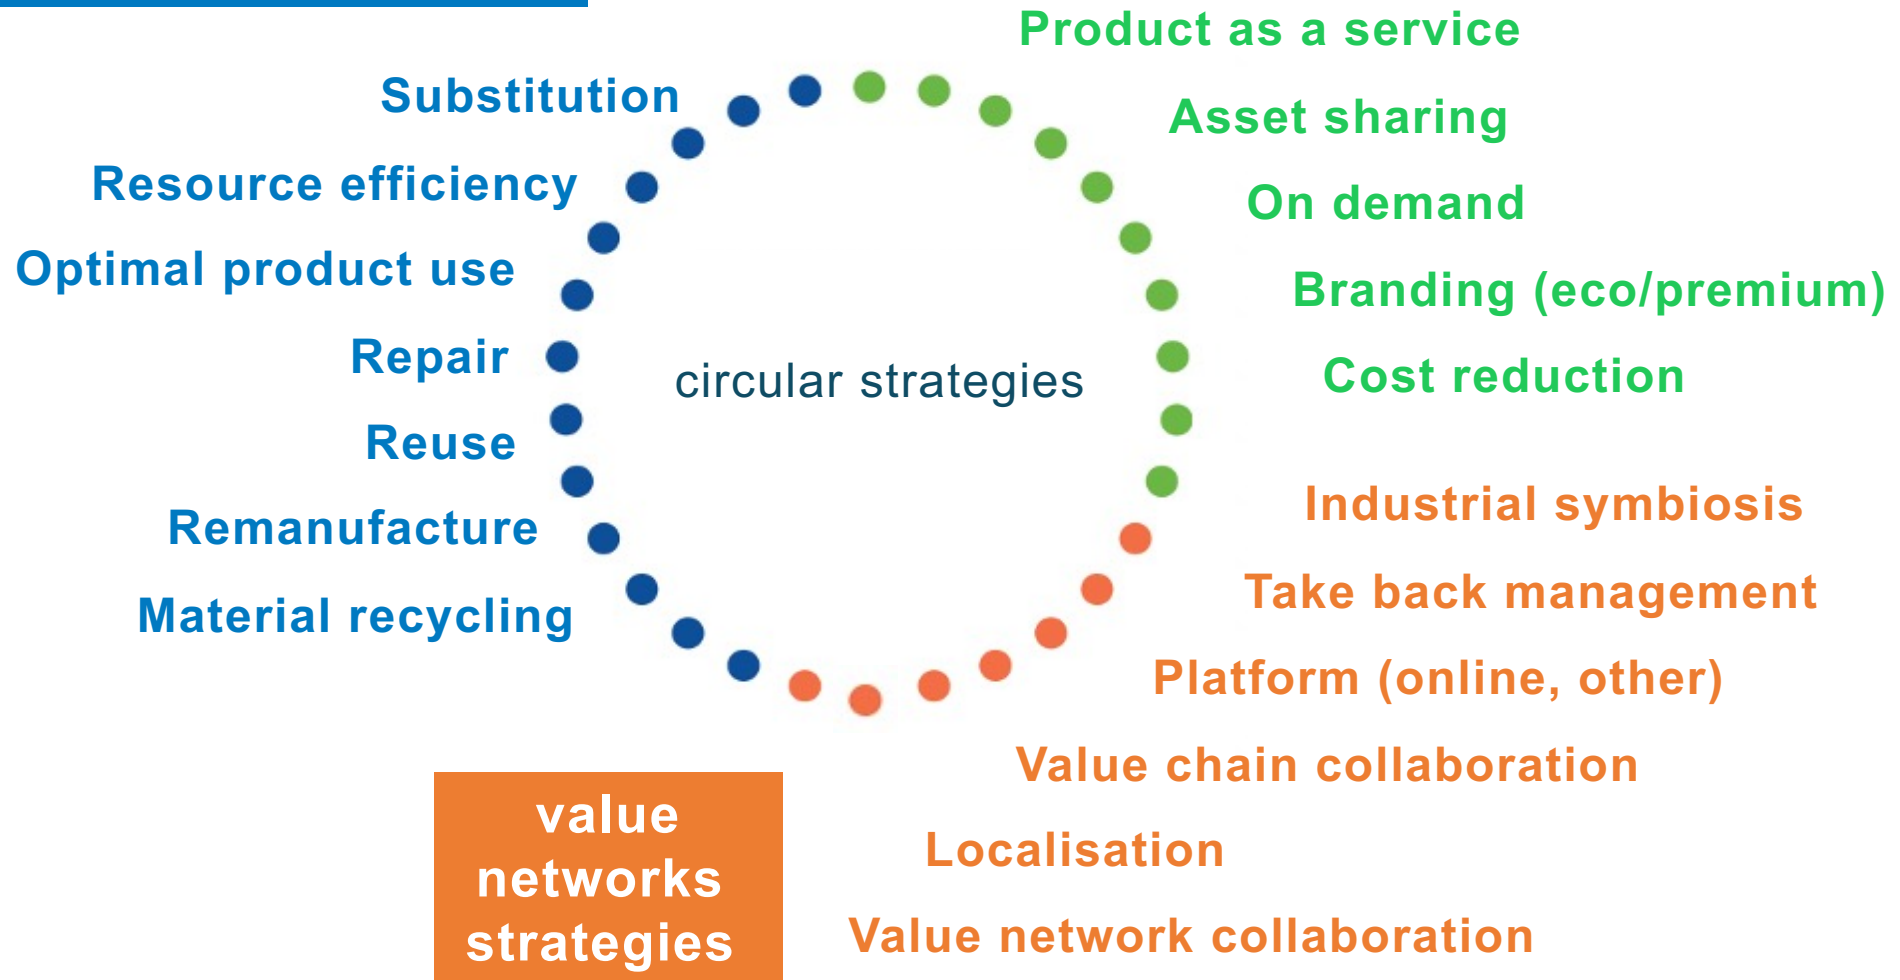 Product as a service
Substitution
Asset sharing
Resource efficiency
On demand
Optimal product use
Branding (eco/premium)
Repair
circular strategies
Cost reduction
Reuse
Industrial symbiosis
Remanufacture
Take back management
Material recycling
Platform (online, other)
Value chain collaboration
value
networks
strategies
Localisation
Value network collaboration